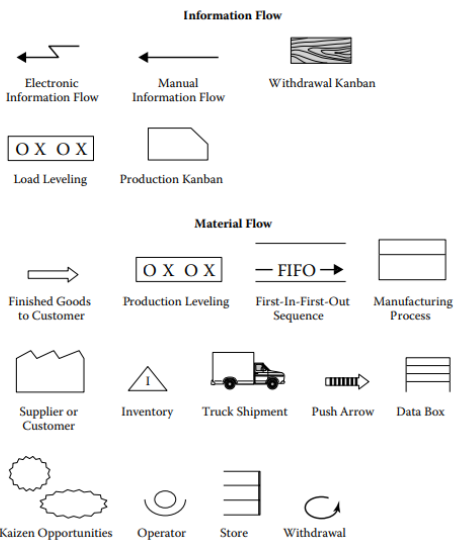 Information Flow
Electronic
Information Flow
Manual
Information Flow
Withdrawal Kanban
O X O X
Load Leveling
Production Kanban
Material Flow
O X O X
FIFO
Finished Goods
to Customer
Production Leveling
First-In-First-Out
Sequence
Manufacturing
Process
I
Supplier or
Customer
Inventory
Truck Shipment
Push Arrow
Data Box
Kaizen Opportunities
Operator
Store
Withdrawal